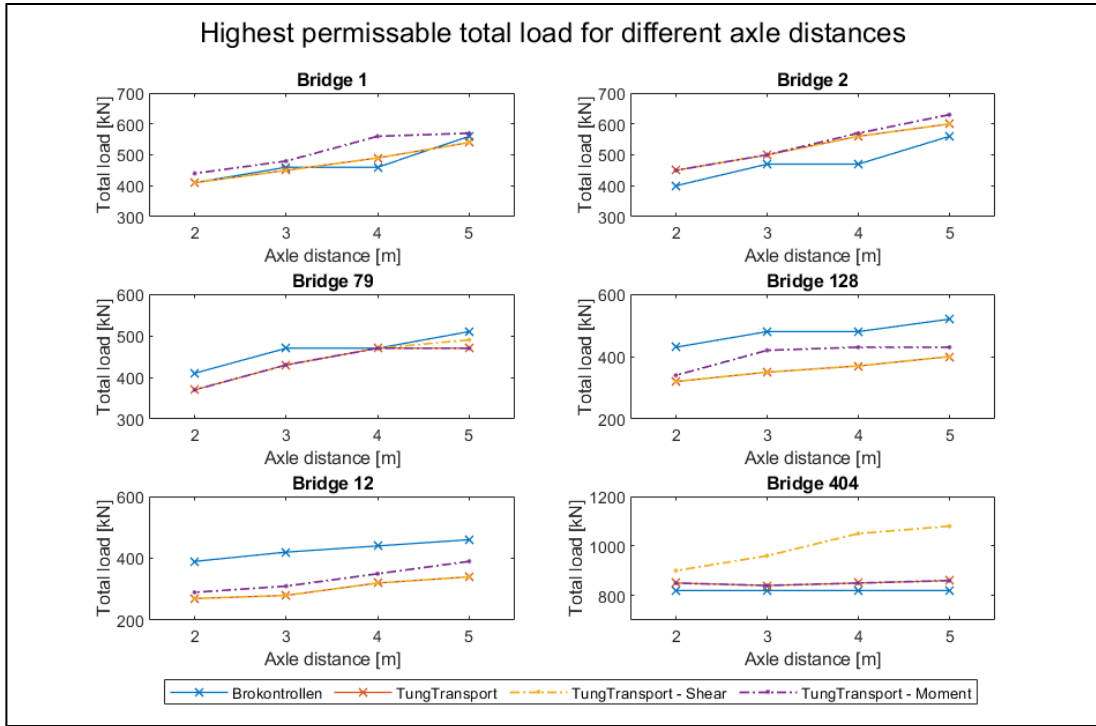 Highest permissable total load for different axle distances
Bridge 1
Total load [kN]
700
600
500
400
300
2 3 4 5
Axle distance [m]
Bridge 2
Total load [kN]
700
600
500
400
300
2 3 4 5
Axle distance [m]
Bridge 79
Total load [kN]
600
500
400
300
2 3 4 5
Axle distance [m]
Bridge 128
Total load [kN]
600
400
200
2 3 4 5
Axle distance [m]
Bridge 12
Total load [kN]
600
400
200
2 3 4 5
Axle distance [m]
Bridge 404
Total load [kN]
1200
1000
800
2 3 4 5
Axle distance [m]
Brokontrollen TungTransport TungTransport - Shear TungTransport - Moment